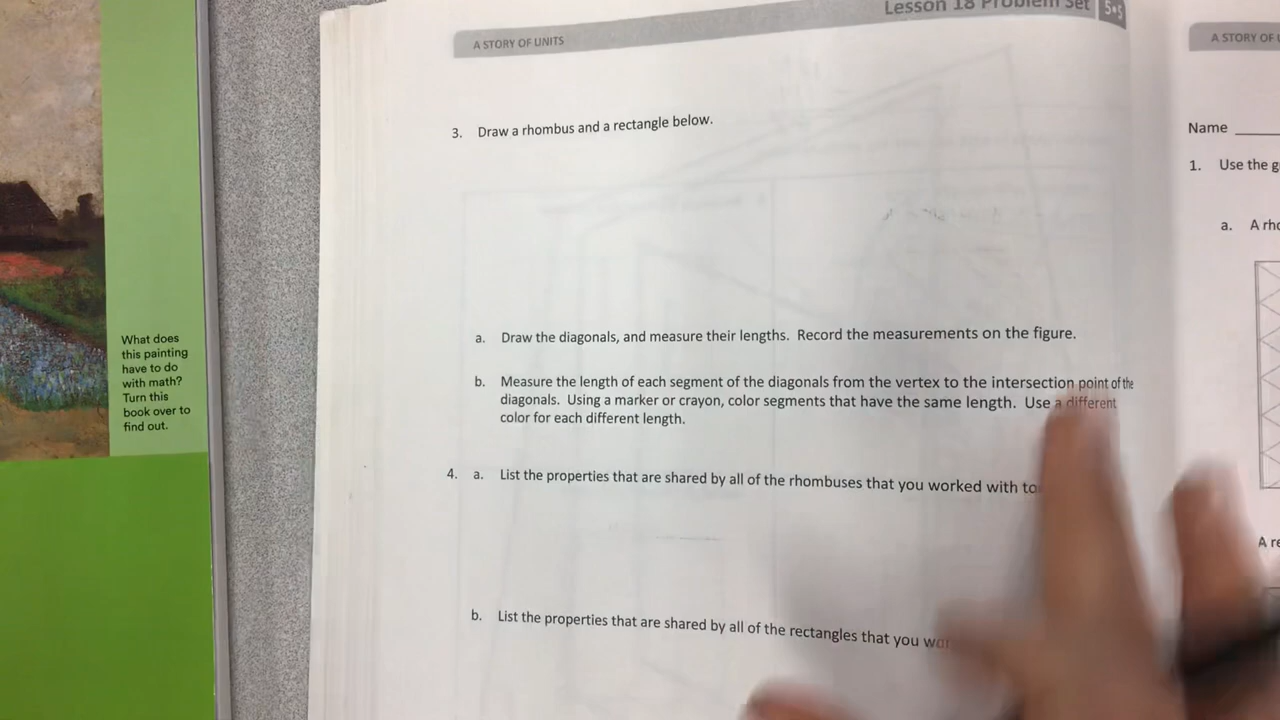 What does
this painting
have to do
with math?
Turn this
book over to
find out.
A STORY OF UNITS
Lesson 18 Problem Set 5•5
3. Draw a rhombus and a rectangle below.
a. Draw the diagonals, and measure their lengths. Record the measurements on the figure.
b. Measure the length of each segment of the diagonals from the vertex to the intersection point of the
diagonals. Using a marker or crayon, color segments that have the same length. Use a different
color for each different length.
4. a. List the properties that are shared by all of the rhombuses that you worked with
b. List the properties that are shared by all of the rectangles that you
A STORY OF
Name
1. Use the
a. A
A